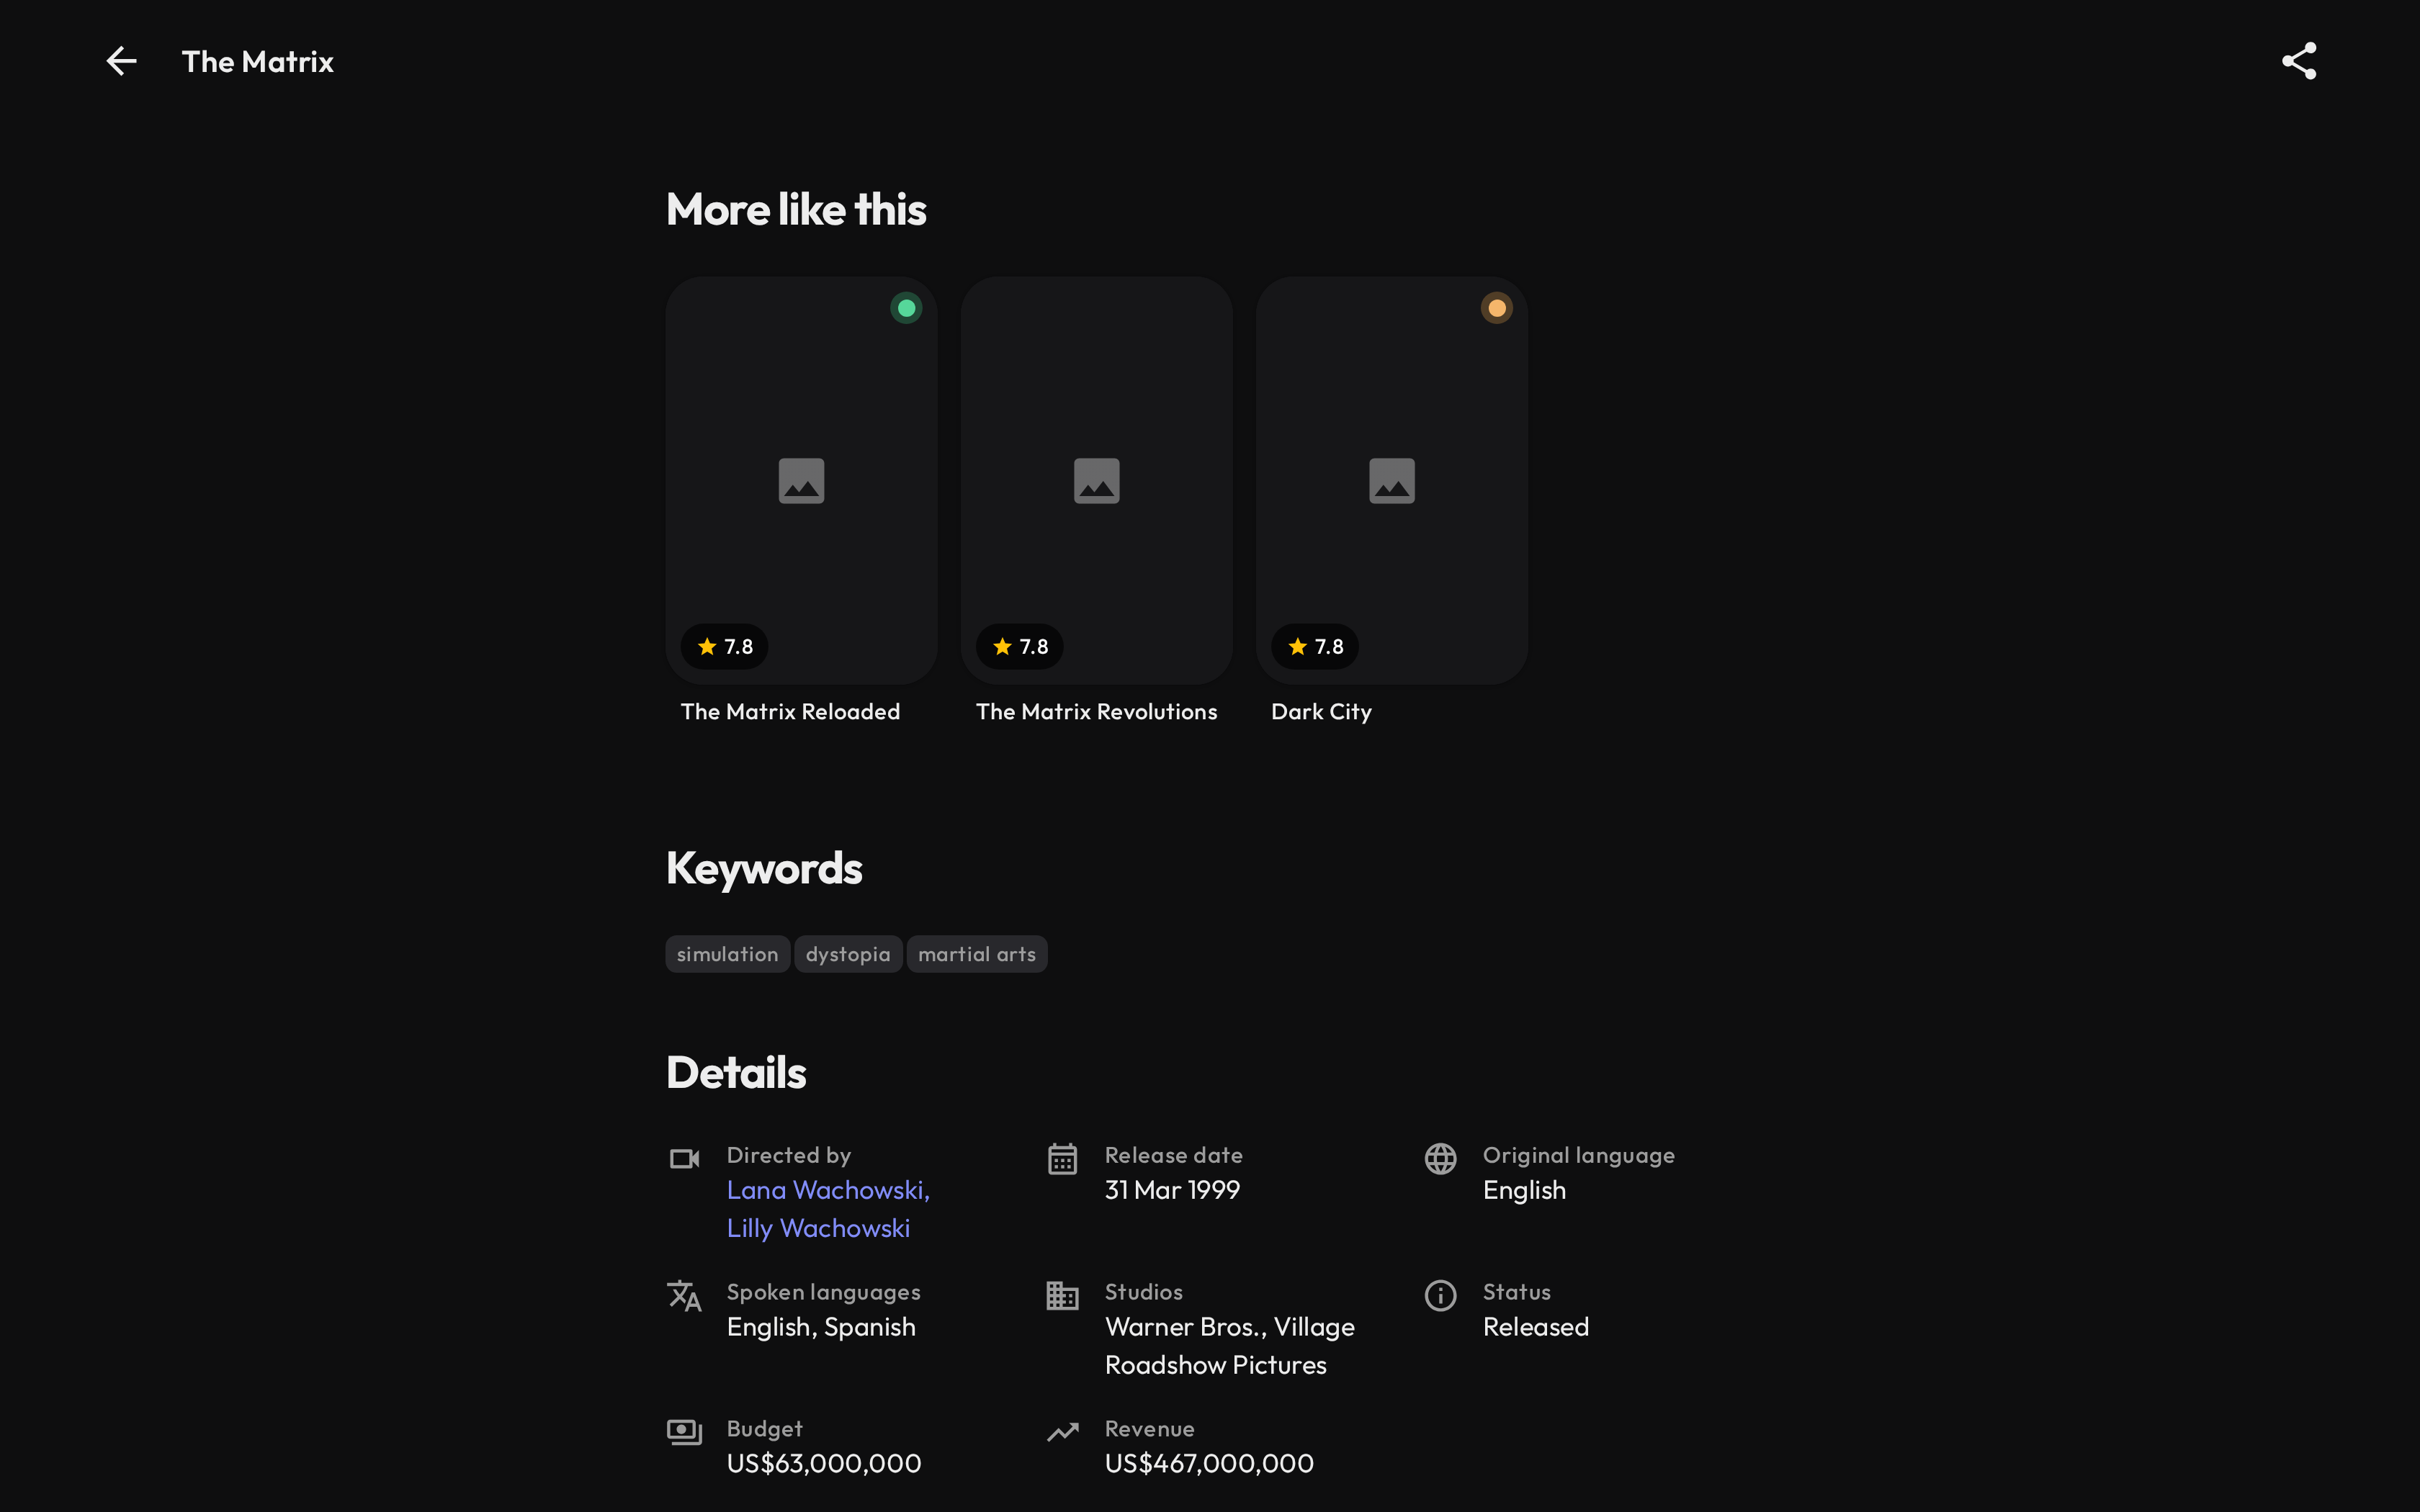 The Matrix
More like this
7.8
7.8
7.8
The Matrix Reloaded
The Matrix Revolutions
Dark City
Keywords
simulation
dystopia
martial arts
Details
Directed by
Lana Wachowski,
Lilly Wachowski
Release date
31 Mar 1999
Original language
English
Spoken languages
English, Spanish
Studios
Warner Bros., Village
Roadshow Pictures
Status
Released
Budget
US$63,000,000
Revenue
US$467,000,000